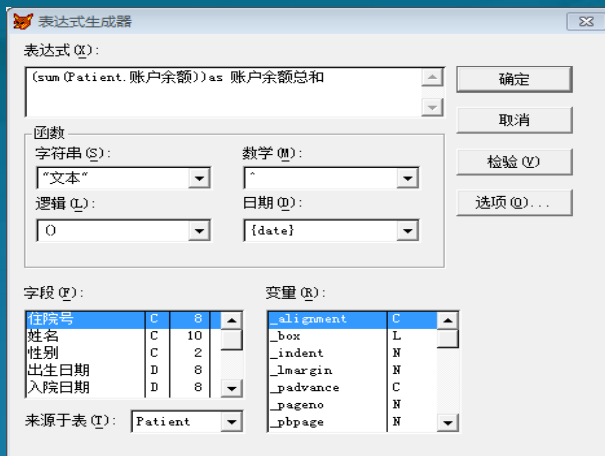 表达式生成器
表达式(X):
(sum(Patient.账户余额))as 账户余额总和
确定
取消
检验(V)
选项(O)...
函数
字符串(S):
数学(M):
"文本"
^
逻辑(L):
日期(D):
()
{date}
字段(F):
变量(R):
住院号 C 8
姓名 C 10
性别 C 2
出生日期 D 8
入院日期 D 8
_alignment C
_box L
_indent N
_lmargin N
_padvance C
_pageno N
_pbpage N
来源于表(T):
Patient